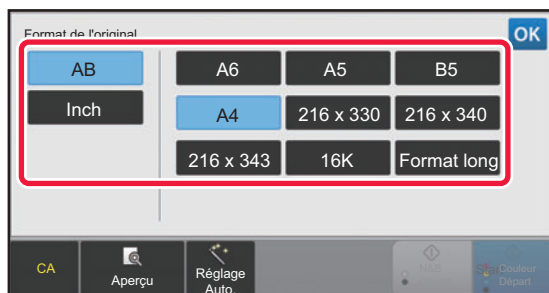 Format de l'original
OK
AB
A6
A5
B5
Inch
A4
216 x 330
216 x 340
216 x 343
16K
Format long
CA
Aperçu
Réglage
Auto.
N&B
Couleur
Départ